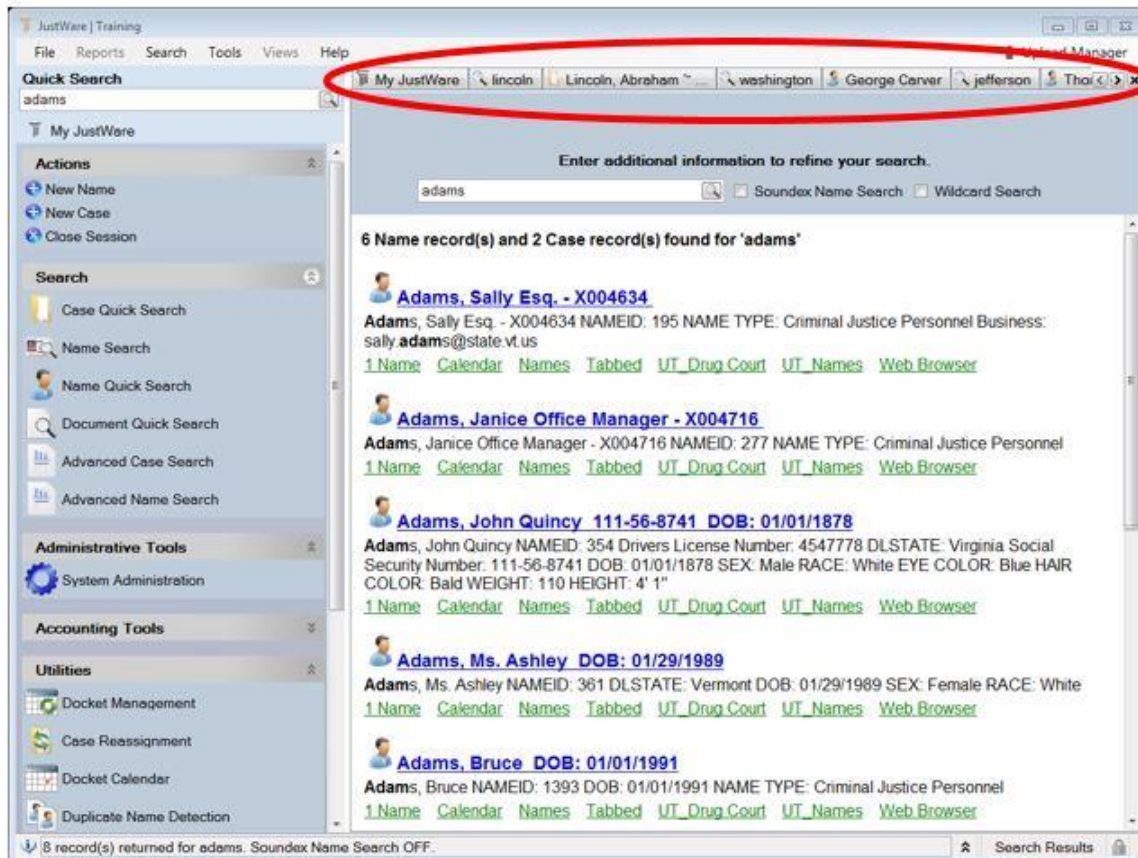 JustWare | Training
File Reports Search Tools Views Help
Upload Manager
Quick Search
adams
My JustWare
Actions
New Name
New Case
Close Session
Search
Case Quick Search
Name Search
Name Quick Search
Document Quick Search
Advanced Case Search
Advanced Name Search
Administrative Tools
System Administration
Accounting Tools
Utilities
Docket Management
Case Reassignment
Docket Calendar
Duplicate Name Detection
My JustWare lincoln Lincoln, Abraham ~ ... washington George Carver jefferson
Enter additional information to refine your search.
adams Soundex Name Search Wildcard Search
6 Name record(s) and 2 Case record(s) found for 'adams'
Adams, Sally Esq. - X004634
Adams, Sally Esq. - X004634 NAMEID: 195 NAME TYPE: Criminal Justice Personnel Business:
sally.adams@state.vt.us
1 Name Calendar Names Tabbed UT_Drug Court UT_Names Web Browser
Adams, Janice Office Manager - X004716
Adams, Janice Office Manager - X004716 NAMEID: 277 NAME TYPE: Criminal Justice Personnel
1 Name Calendar Names Tabbed UT_Drug Court UT_Names Web Browser
Adams, John Quincy 111-56-8741 DOB: 01/01/1878
Adams, John Quincy NAMEID: 354 Drivers License Number: 4547778 DLSTATE: Virginia Social
Security Number: 111-56-8741 DOB: 01/01/1878 SEX: Male RACE: White EYE COLOR: Blue HAIR
COLOR: Bald WEIGHT: 110 HEIGHT: 4' 1"
1 Name Calendar Names Tabbed UT_Drug Court UT_Names Web Browser
Adams, Ms. Ashley DOB: 01/29/1989
Adams, Ms. Ashley NAMEID: 361 DLSTATE: Vermont DOB: 01/29/1989 SEX: Female RACE: White
1 Name Calendar Names Tabbed UT_Drug Court UT_Names Web Browser
Adams, Bruce DOB: 01/01/1991
Adams, Bruce NAMEID: 1393 DOB: 01/01/1991 NAME TYPE: Criminal Justice Personnel
1 Name Calendar Names Tabbed UT_Drug Court UT_Names Web Browser
8 record(s) returned for adams. Soundex Name Search OFF.
Search Results